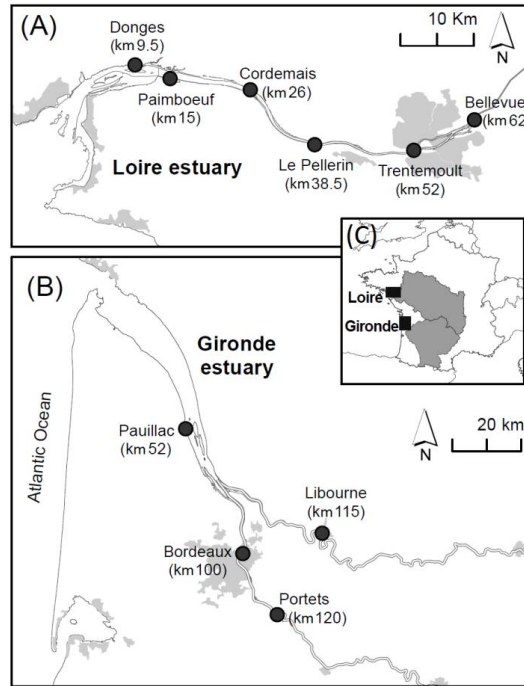 (A)
Donges
(km 9.5)
Paimboeuf
(km 15)
Cordemais
(km 26)
Le Pellerin
(km 38.5)
Trentemoult
(km 52)
Bellevue
(km 62)
10 Km
N
Loire estuary
(B)
Gironde
estuary
Atlantic Ocean
Pauillac
(km 52)
Bordeaux
(km 100)
Libourne
(km 115)
Portets
(km 120)
20 km
N
(C)
Loire
Gironde